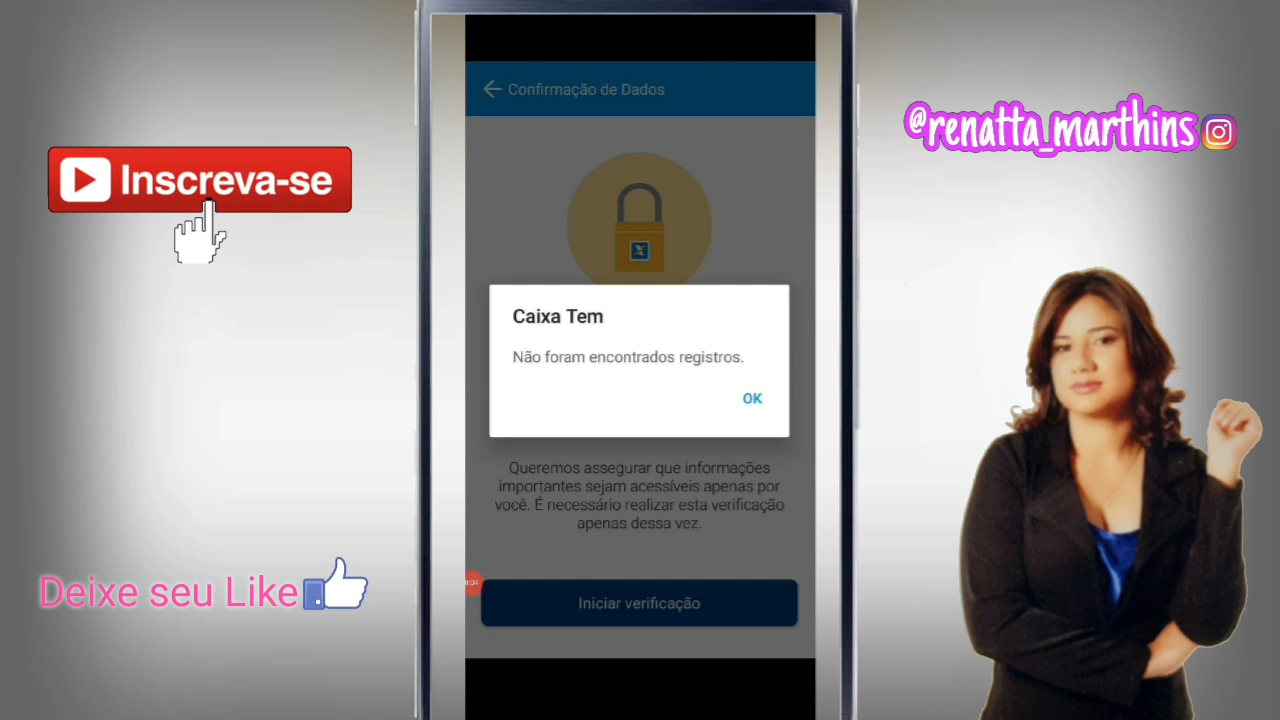 Inscreva-se
Confirmação de Dados
Caixa Tem
Não foram encontrados registros.
OK
Queremos assegurar que informações
importantes sejam acessíveis apenas por
você. É necessário realizar esta verificação
apenas dessa vez.
Iniciar verificação
@renatta_marthins
Deixe seu Like